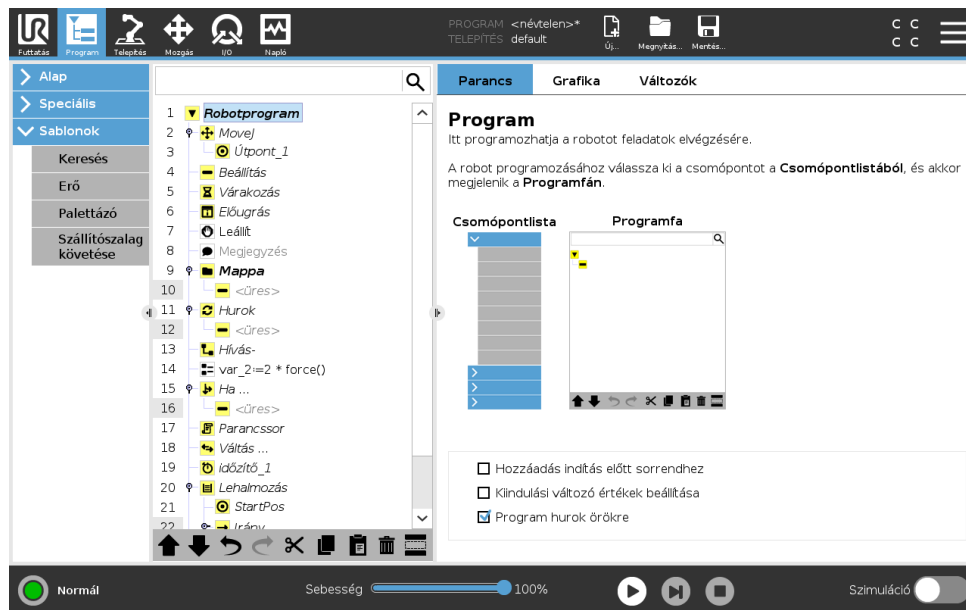 PROGRAM <névtelen>*
TELEPÍTÉS default
Futtatás
Program
Telepítés
Mozgás
I/O
Napló
Új...
Megnyitás...
Mentés...
C C
C C
Alap
Speciális
Sablonok
Keresés
Erő
Palettázó
Szállítószalag
követése
1 Robotprogram
2 MoveJ
3 Útpont_1
4 Beállítás
5 Várakozás
6 Előugrás
7 Leállít
8 Megjegyzés
9 Mappa
10 <üres>
11 Hurok
12 <üres>
13 Hívás-
14 var_2:=2 * force()
15 Ha ...
16 <üres>
17 Parancssor
18 Váltás ...
19 időzítő_1
20 Lehalmozás
21 StartPos
22 Irány
Parancs
Grafika
Változók
Program
Itt programozhatja a robotot feladatok elvégzésére.
A robot programozásához válassza ki a csomópontot a Csomópontlistából, és akkor
megjelenik a Programfán.
Csomópontlista
Programfa
Hozzáadás indítás előtt sorrendhez
Kiindulási változó értékek beállítása
Program hurok örökre
Normál
Sebesség
100%
Szimuláció